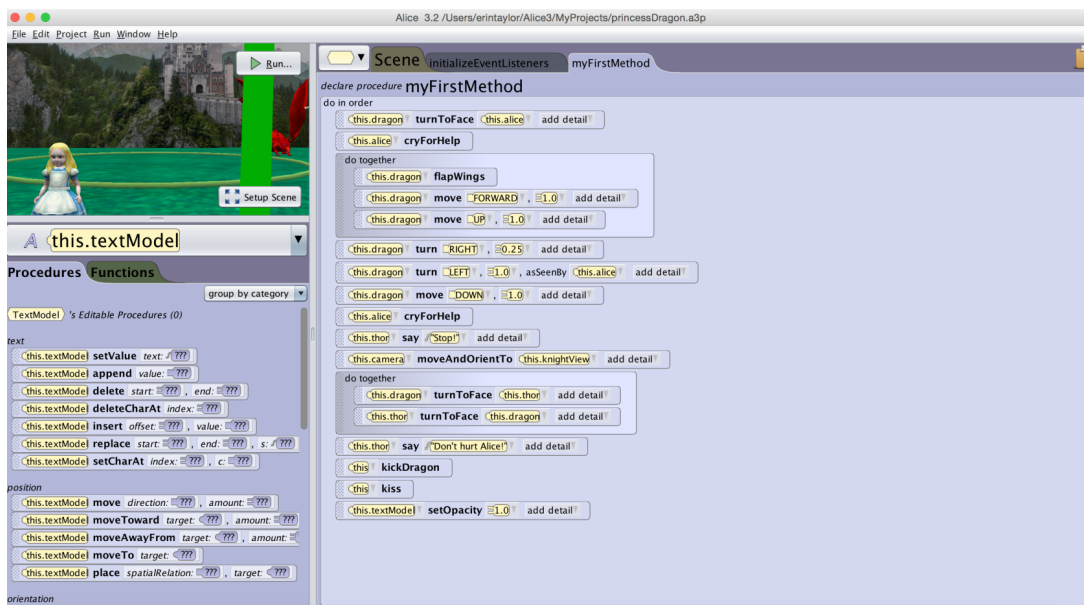 Alice 3.2 /Users/erintaylor/Alice3/MyProjects/princessDragon.a3p
File Edit Project Run Window Help
Run...
Setup Scene
this.textModel
Procedures Functions
group by category
TextModel 's Editable Procedures (0)
text
this.textModel setValue text: ???
this.textModel append value: ???
this.textModel delete start: ??? , end: ???
this.textModel deleteCharAt index: ???
this.textModel insert offset: ??? , value: ???
this.textModel replace start: ??? , end: ??? , s: ???
this.textModel setCharAt index: ??? , c: ???
position
this.textModel move direction: ??? , amount: ???
this.textModel moveToward target: ??? , amount: ???
this.textModel moveAwayFrom target: ??? , amount:
this.textModel moveTo target: ???
this.textModel place spatialRelation: ??? , target: ???
orientation
Scene initializeEventListeners myFirstMethod
declare procedure myFirstMethod
do in order
this.dragon turnToFace this.alice add detail
this.alice cryForHelp
do together
this.dragon flapWings
this.dragon move FORWARD , 1.0 add detail
this.dragon move UP , 1.0 add detail
this.dragon turn RIGHT , 0.25 add detail
this.dragon turn LEFT , 1.0 , asSeenBy this.alice add detail
this.dragon move DOWN , 1.0 add detail
this.alice cryForHelp
this.thor say "Stop!" add detail
this.camera moveAndOrientTo this.knightView add detail
do together
this.dragon turnToFace this.thor add detail
this.thor turnToFace this.dragon add detail
this.thor say "Don't hurt Alice!" add detail
this kickDragon
this kiss
this.textModel setOpacity 1.0 add detail